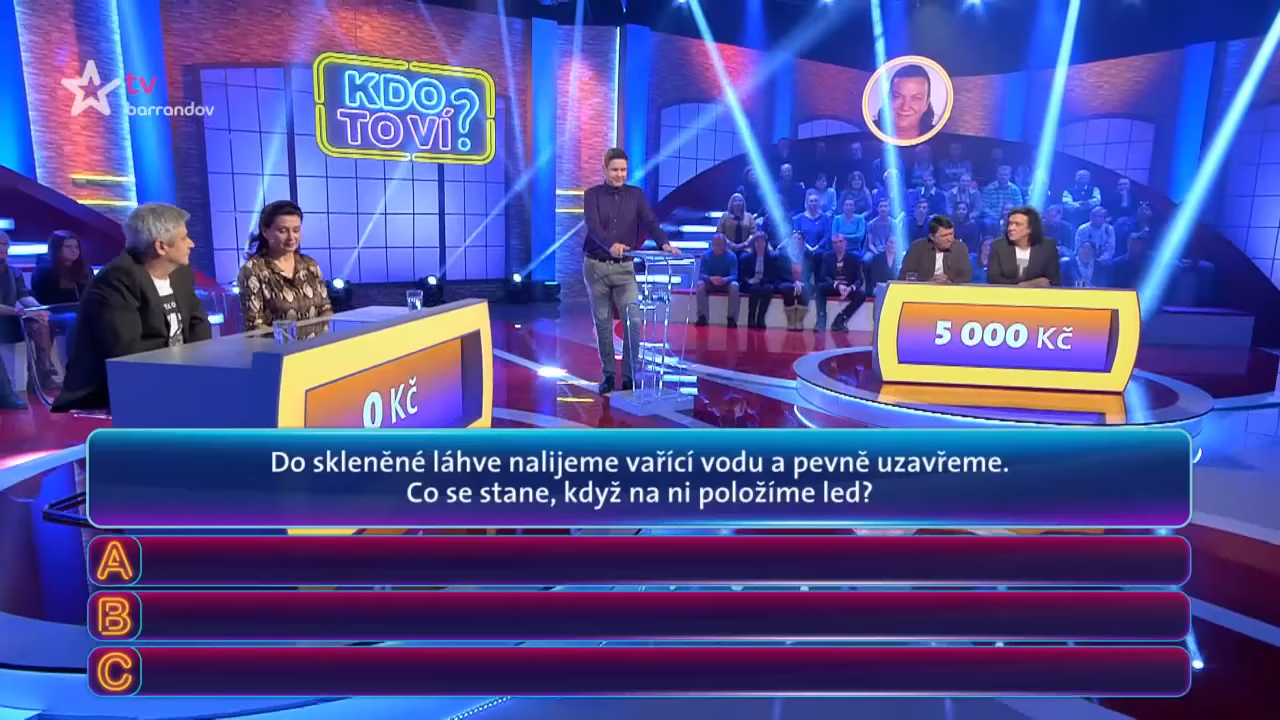 tv
barrandov
KDO
TO VÍ?
5 000 Kč
0 Kč
Do skleněné láhve nalijeme vařící vodu a pevně uzavřeme.
Co se stane, když na ni položíme led?
A
B
C